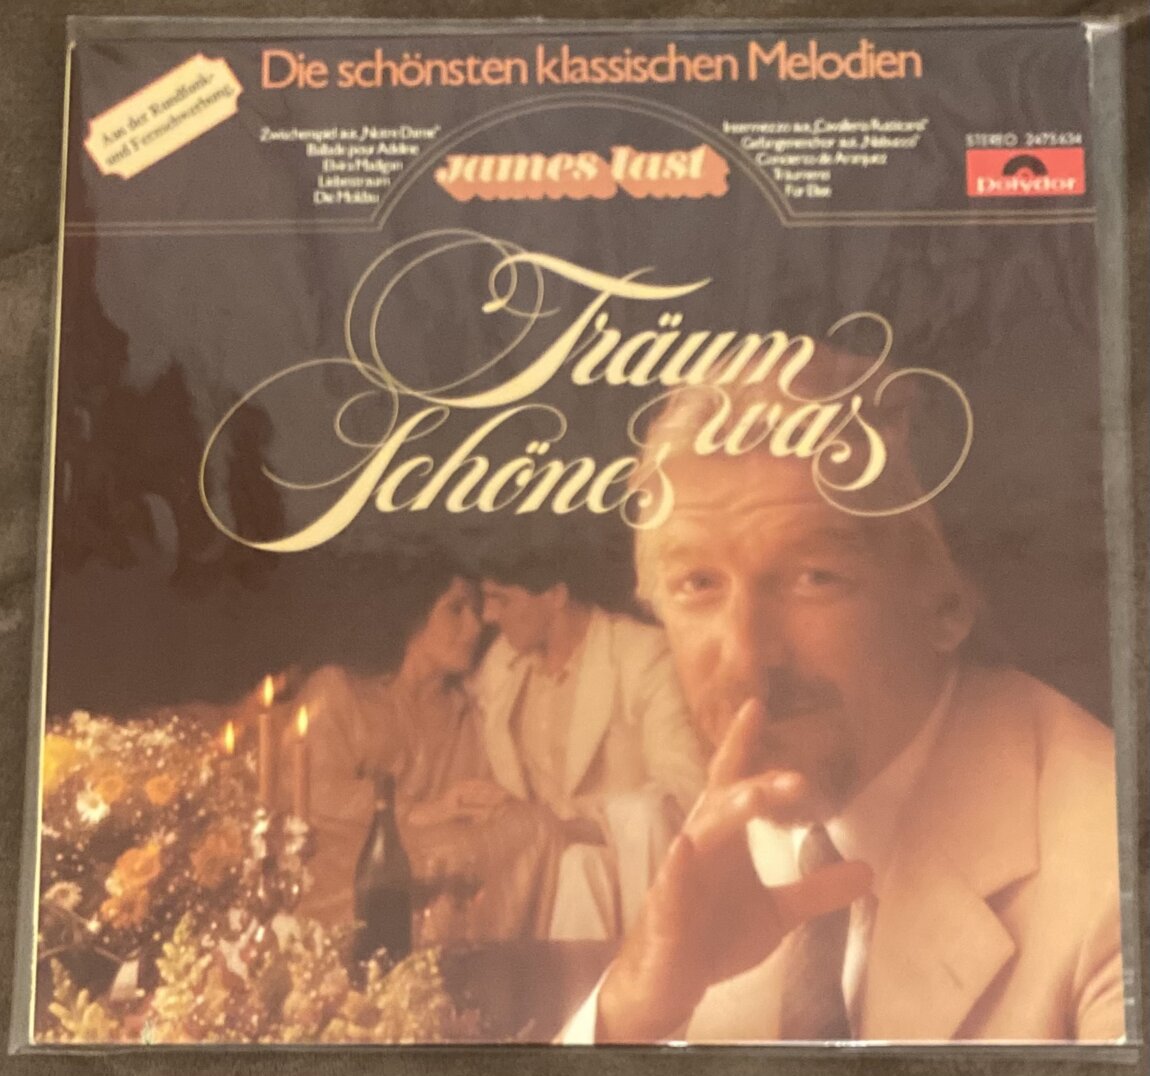 Die schönsten klassischen Melodien
Aus der Rundfunk-
und Fernsehwerbung
Zwischenspiel aus „Notre Dame"
Ballade pour Adeline
Elvira Madigan
Liebestraum
Die Moldau
James Last
Intermezzo aus „Cavalleria Rusticana"
Gefangenenchor aus „Nabucco"
Concierto de Aranjuez
Träumerei
Für Elise
STEREO 2475634
Polydor
Träum
was
Schönes